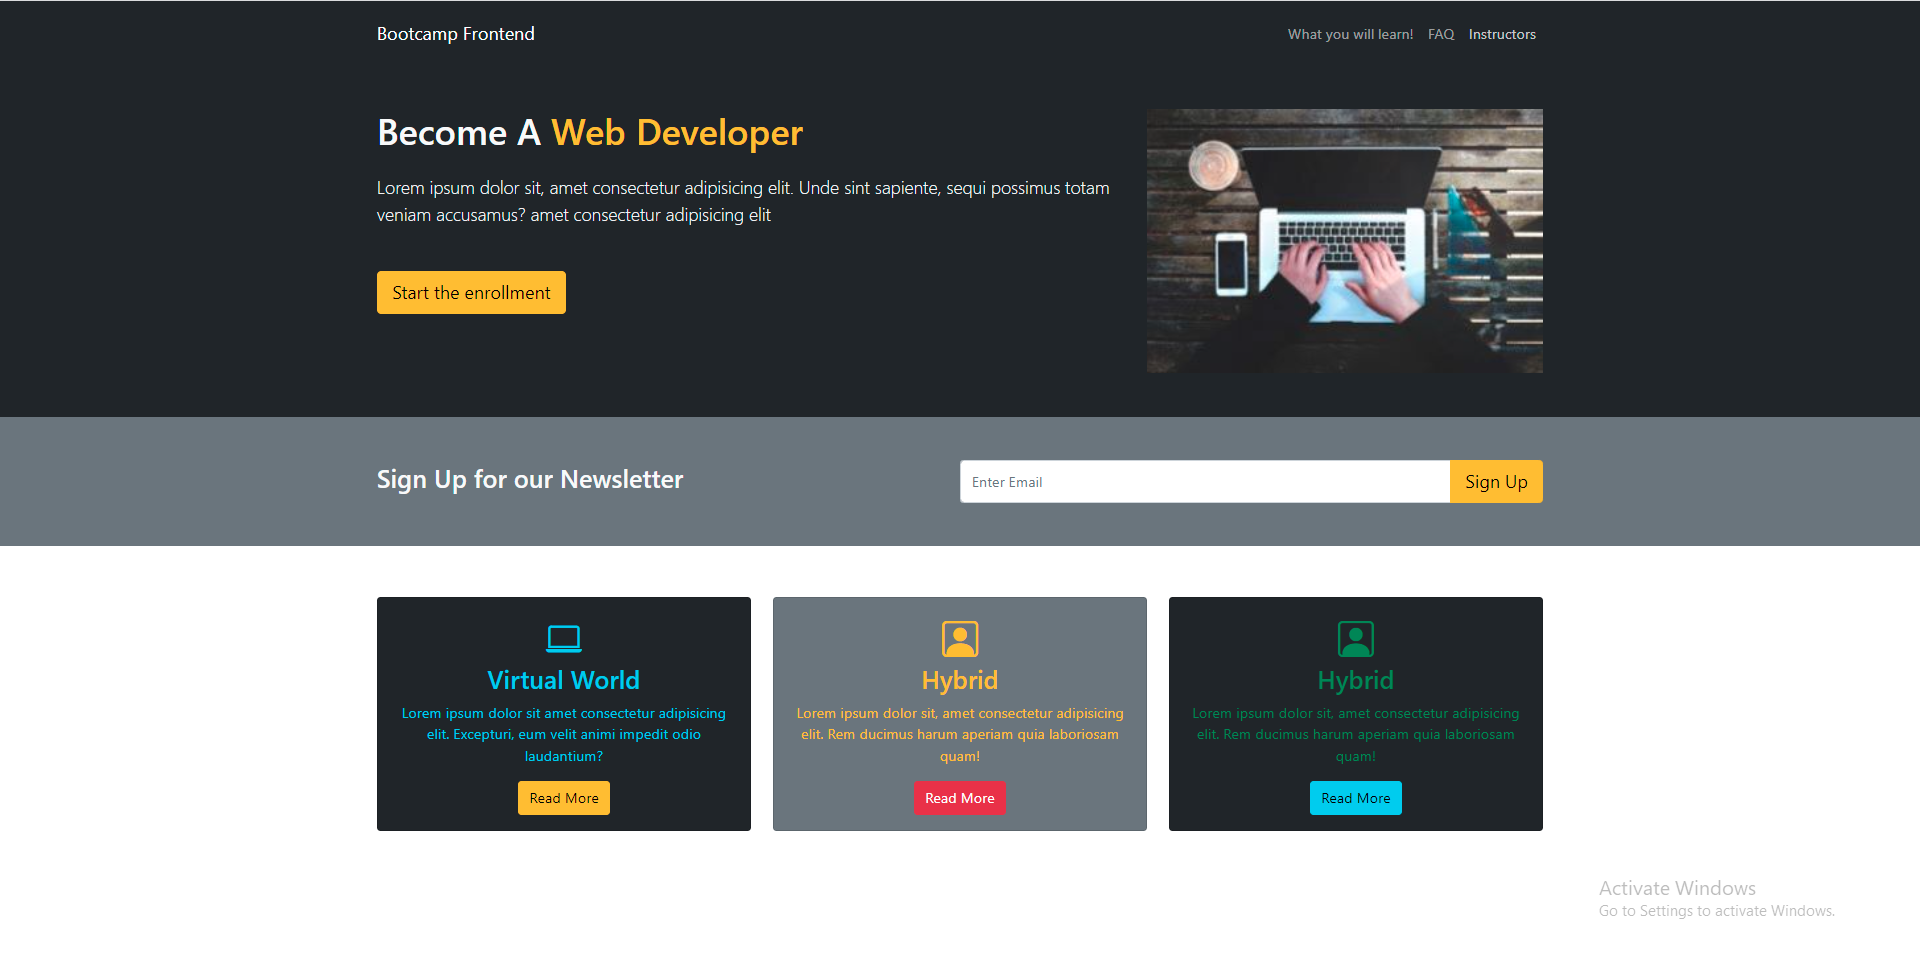 Bootcamp Frontend
What you will learn!
FAQ
Instructors
Become A Web Developer
Lorem ipsum dolor sit, amet consectetur adipisicing elit. Unde sint sapiente, sequi possimus totam
veniam accusamus? amet consectetur adipisicing elit
Start the enrollment
Sign Up for our Newsletter
Enter Email
Sign Up
Virtual World
Lorem ipsum dolor sit amet consectetur adipisicing
elit. Excepturi, eum velit animi impedit odio
laudantium?
Read More
Hybrid
Lorem ipsum dolor sit, amet consectetur adipisicing
elit. Rem ducimus harum aperiam quia laboriosam
quam!
Read More
Hybrid
Lorem ipsum dolor sit, amet consectetur adipisicing
elit. Rem ducimus harum aperiam quia laboriosam
quam!
Read More
Activate Windows
Go to Settings to activate Windows.